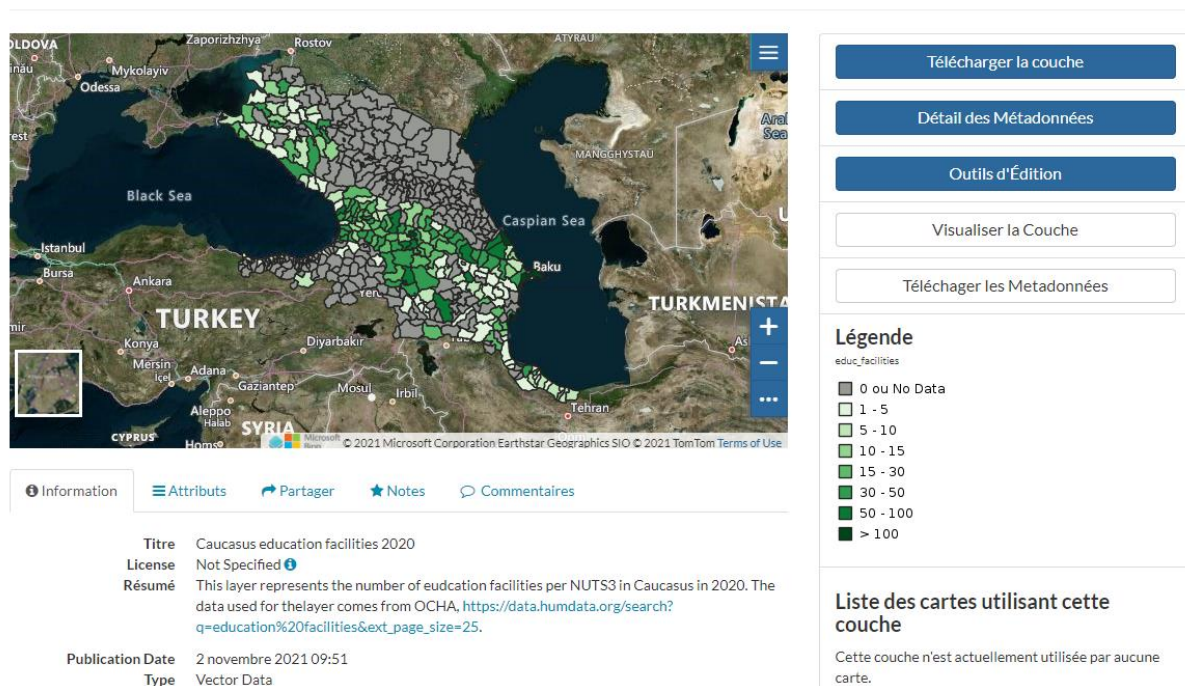 OLDOVA
Zaporizhzhya
Rostov
ATYRAU
Mykolayiv
Odessa
Aral
Sea
MANGGHYSTAU
Black Sea
Caspian Sea
Istanbul
Bursa
Ankara
Baku
TURKEY
TURKMENISTA
Konya
Diyarbakır
Mersin
İçel
Adana
Gaziantep
Mosul
Irbil
Aleppo
Halab
Tehran
SYRIA
CYPRUS
Homs
Microsoft
Bing
© 2021 Microsoft Corporation Earthstar Geographics SIO © 2021 TomTom Terms of Use
Information
Attributs
Partager
Notes
Commentaires
Titre Caucasus education facilities 2020
License Not Specified
Résumé This layer represents the number of eudcation facilities per NUTS3 in Caucasus in 2020. The
data used for thelayer comes from OCHA, https://data.humdata.org/search?
q=education%20facilities&ext_page_size=25.
Publication Date 2 novembre 2021 09:51
Type Vector Data
Télécharger la couche
Détail des Métadonnées
Outils d'Édition
Visualiser la Couche
Téléchager les Metadonnées
Légende
educ_facilities
0 ou No Data
1 - 5
5 - 10
10 - 15
15 - 30
30 - 50
50 - 100
> 100
Liste des cartes utilisant cette
couche
Cette couche n'est actuellement utilisée par aucune
carte.